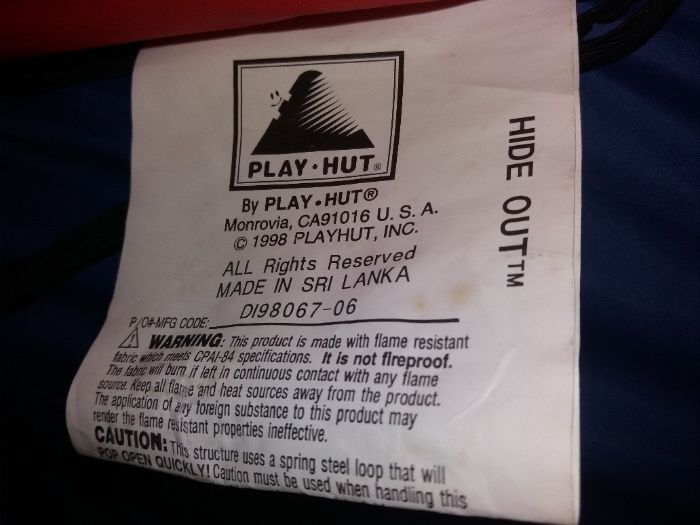 PLAY•HUT®
By PLAY•HUT®
Monrovia, CA91016 U. S. A.
© 1998 PLAYHUT, INC.
ALL Rights Reserved
MADE IN SRI LANKA
P/O#-MFG CODE: DI98067-06
WARNING: This product is made with flame resistant
fabric which meets CPAI-84 specifications. It is not fireproof.
The fabric will burn if left in continuous contact with any flame
source. Keep all flame and heat sources away from the product.
The application of any foreign substance to this product may
render the flame resistant properties ineffective.
CAUTION: This structure uses a spring steel loop that will
POP OPEN QUICKLY! Caution must be used when handling this
HIDE OUT™